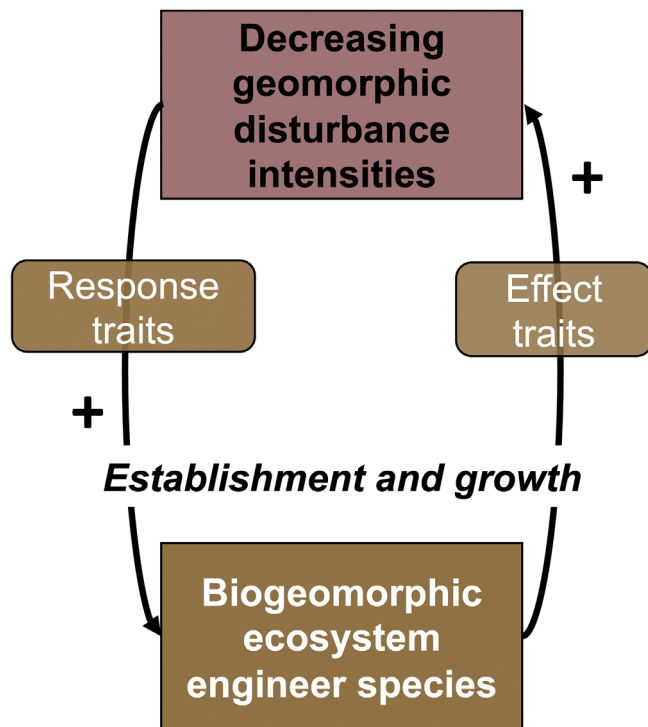 Decreasing
geomorphic
disturbance
intensities
+
Response
traits
Effect
traits
+
Establishment and growth
Biogeomorphic
ecosystem
engineer species